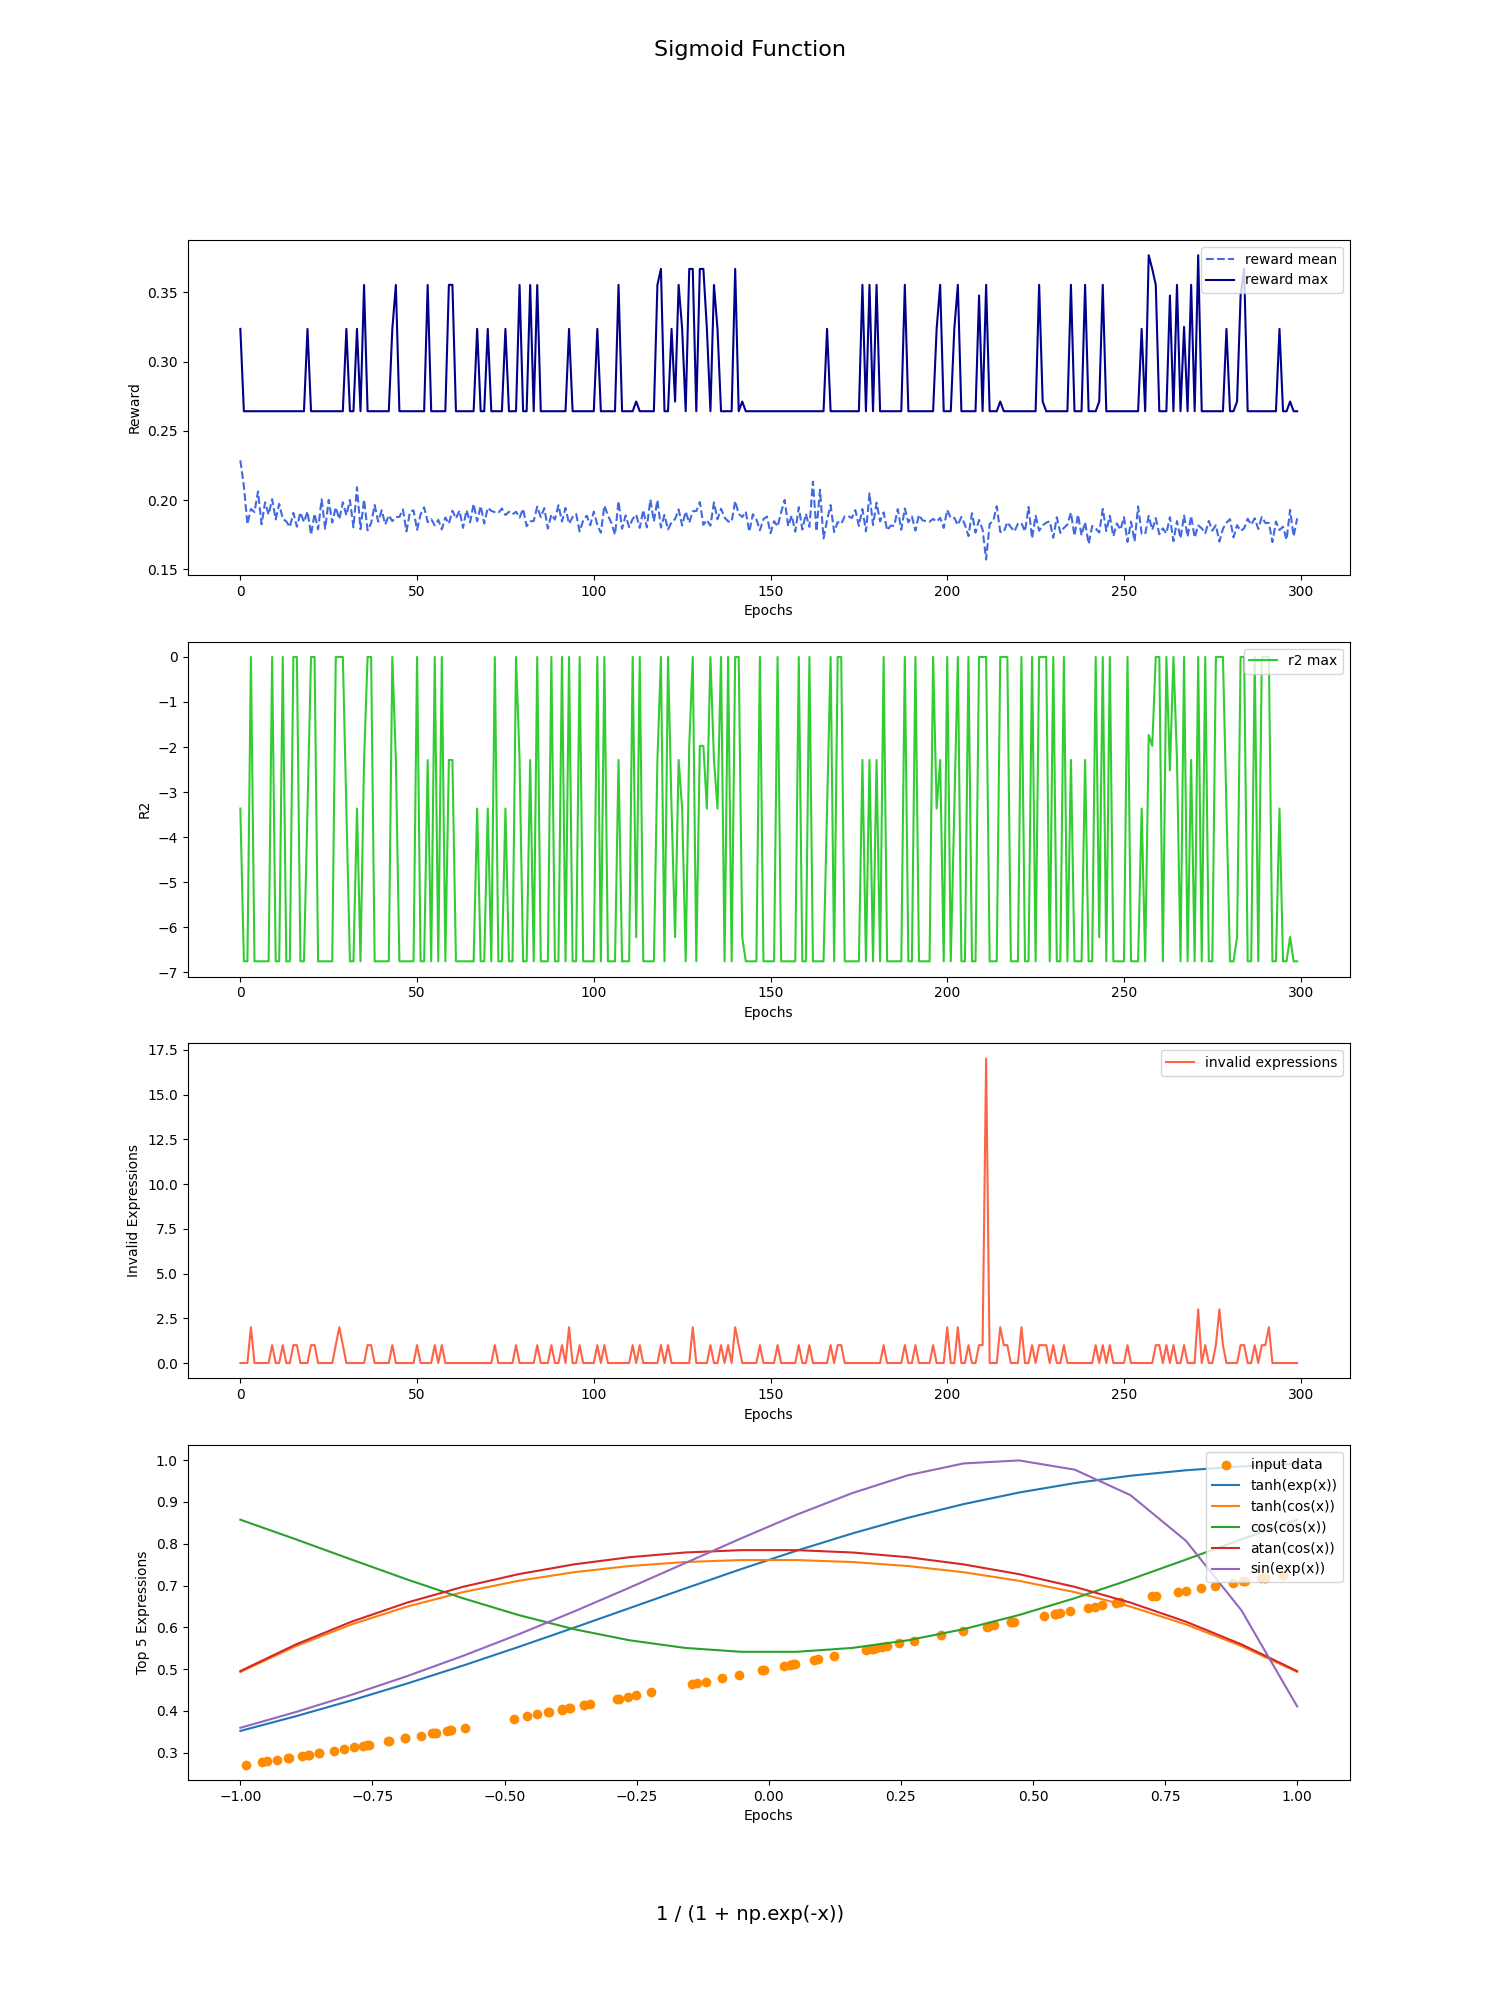 Sigmoid Function
reward mean
reward max
0.35
0.30
0.25
0.20
0.15
Reward
0 50 100 150 200 250 300
Epochs
r2 max
0
−1
−2
−3
−4
−5
−6
−7
R2
0 50 100 150 200 250 300
Epochs
invalid expressions
17.5
15.0
12.5
10.0
7.5
5.0
2.5
0.0
Invalid Expressions
0 50 100 150 200 250 300
Epochs
input data
tanh(exp(x))
tanh(cos(x))
cos(cos(x))
atan(cos(x))
sin(exp(x))
1.0
0.9
0.8
0.7
0.6
0.5
0.4
0.3
Top 5 Expressions
−1.00 −0.75 −0.50 −0.25 0.00 0.25 0.50 0.75 1.00
Epochs
1 / (1 + np.exp(-x))